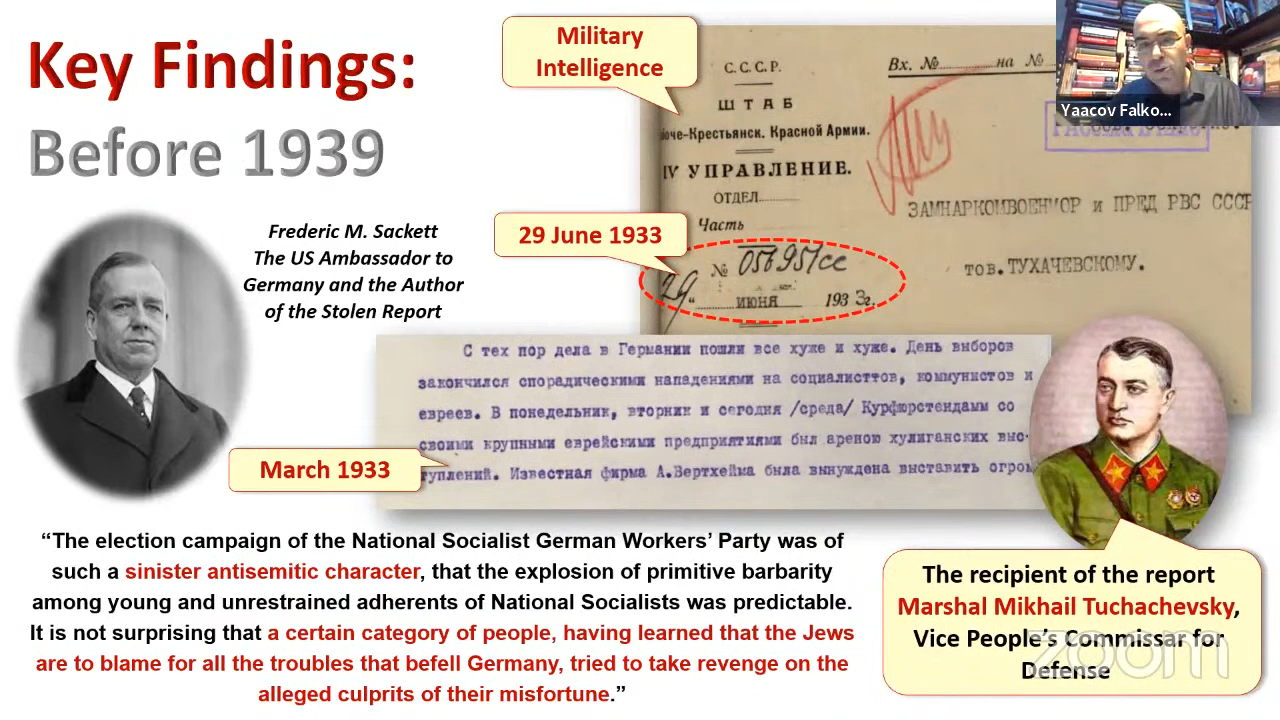 Key Findings:
Before 1939
Military
Intelligence
С.С.С.Р.
ШТАБ
Крестьянск. Красной Армии.
IV УПРАВЛЕНИЕ.
ОТДЕЛ
Часть
№ 056951сс
29 " июня 1933г.
Вх. № на №
ЗАМНАРКОМВОЕНМОР и ПРЕД РВС СССР
тов.ТУХАЧЕВСКОМУ.
Yaacov Falko...
29 June 1933
Frederic M. Sackett
The US Ambassador to
Germany and the Author
of the Stolen Report
С тех пор дела в Германии пошли все хуже и хуже. День выборов
закончился спорадическими нападениями на социалисттов, коммунистов и
евреев. В понедельник, вторник и сегодня /среда/ Курфюрстендамм со
своими крупными еврейскими предприятиями был ареною хулиганских выс-
туплений. Известная фирма А.Вертхейма была вынуждена выставить огром
March 1933
“The election campaign of the National Socialist German Workers’ Party was of
such a sinister antisemitic character, that the explosion of primitive barbarity
among young and unrestrained adherents of National Socialists was predictable.
It is not surprising that a certain category of people, having learned that the Jews
are to blame for all the troubles that befell Germany, tried to take revenge on the
alleged culprits of their misfortune.”
The recipient of the report
Marshal Mikhail Tuchachevsky,
Vice People’s Commissar for
Defense
zoom